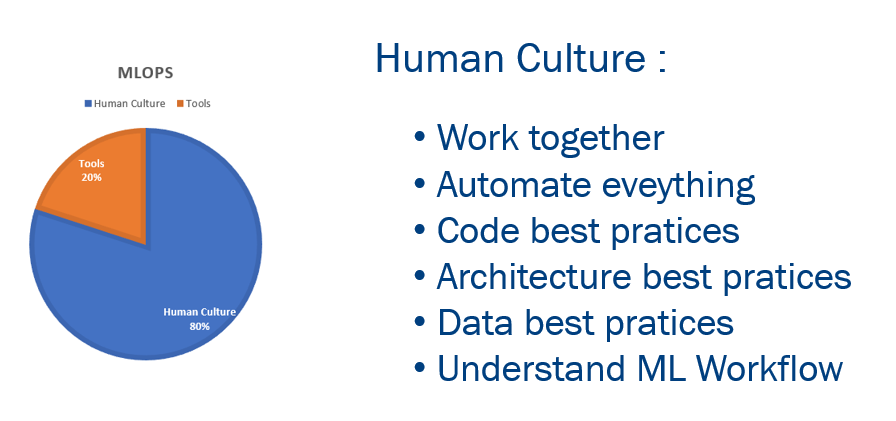 MLOPS
Human Culture Tools
Tools
20%
Human Culture
80%
Human Culture :
• Work together
• Automate eveything
• Code best pratices
• Architecture best pratices
• Data best pratices
• Understand ML Workflow